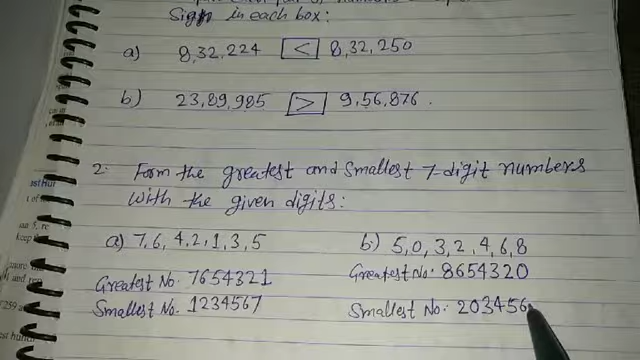 Sign in each box:
a) 8,32,224 < 8,32,250
b) 23,89,985 > 9,56,876.
2. Form the greatest and smallest 7-digit numbers
with the given digits:
a) 7,6,4,2,1,3,5
Greatest No. 7654321
Smallest No. 1234567
b) 5,0,3,2,4,6,8
Greatest No. 8654320
Smallest No. 203456